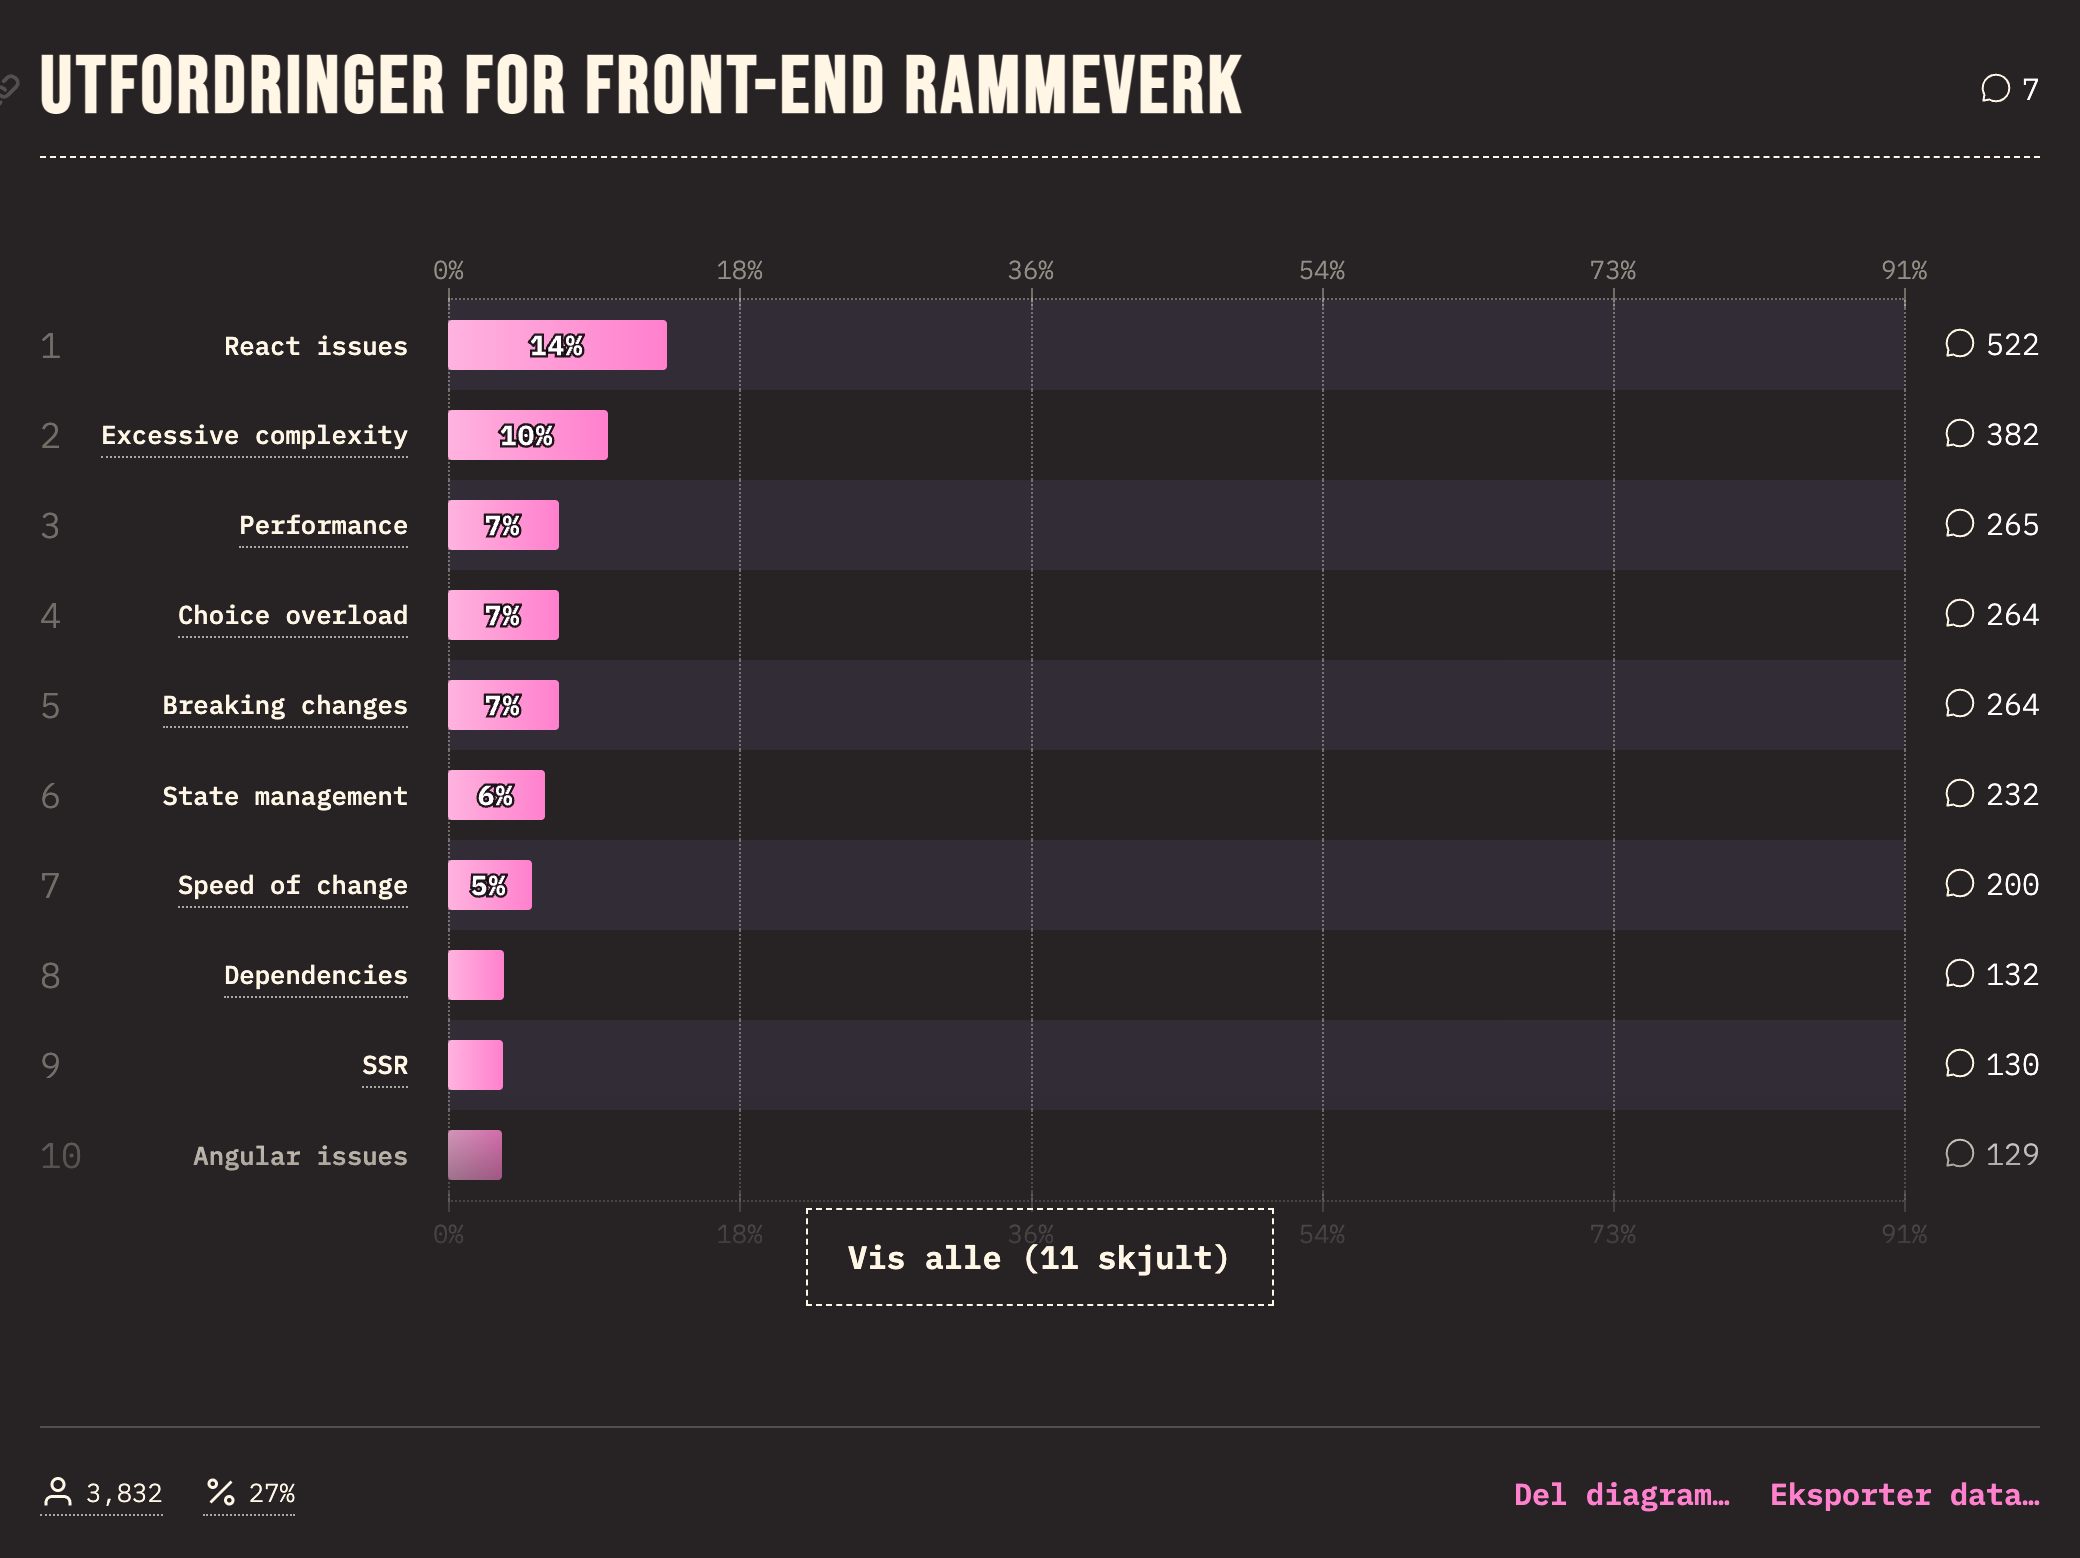 UTFORDRINGER FOR FRONT-END RAMMEVERK
7
0% 18% 36% 54% 73% 91%
1 React issues 14% 522
2 Excessive complexity 10% 382
3 Performance 7% 265
4 Choice overload 7% 264
5 Breaking changes 7% 264
6 State management 6% 232
7 Speed of change 5% 200
8 Dependencies 132
9 SSR 130
10 Angular issues 129
0% 18% 36% 54% 73% 91%
Vis alle (11 skjult)
3,832 27% Del diagram… Eksporter data…